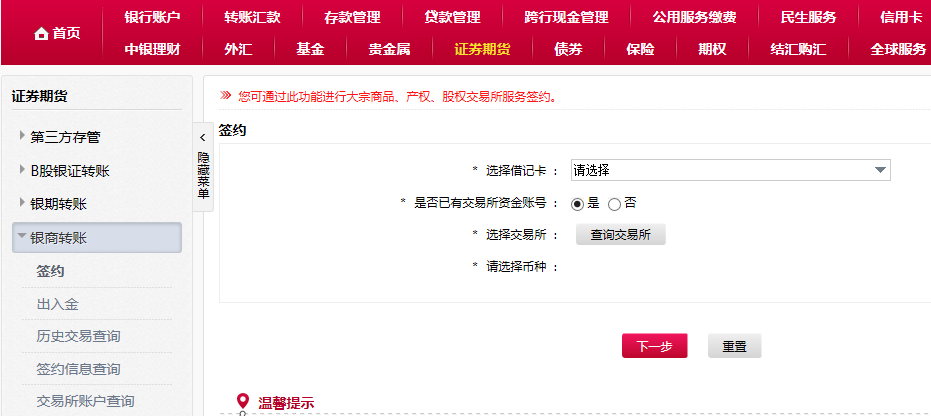 首页
银行账户 转账汇款 存款管理 贷款管理 跨行现金管理 公用服务缴费 民生服务 信用卡
中银理财 外汇 基金 贵金属 证券期货 债券 保险 期权 结汇购汇 全球服务
证券期货
第三方存管
B股银证转账
银期转账
银商转账
签约
出入金
历史交易查询
签约信息查询
交易所账户查询
<
隐藏菜单
您可通过此功能进行大宗商品、产权、股权交易所服务签约。
签约
* 选择借记卡 : 请选择
* 是否已有交易所资金账号 : 是 否
* 选择交易所 : 查询交易所
* 请选择币种 :
下一步 重置
温馨提示